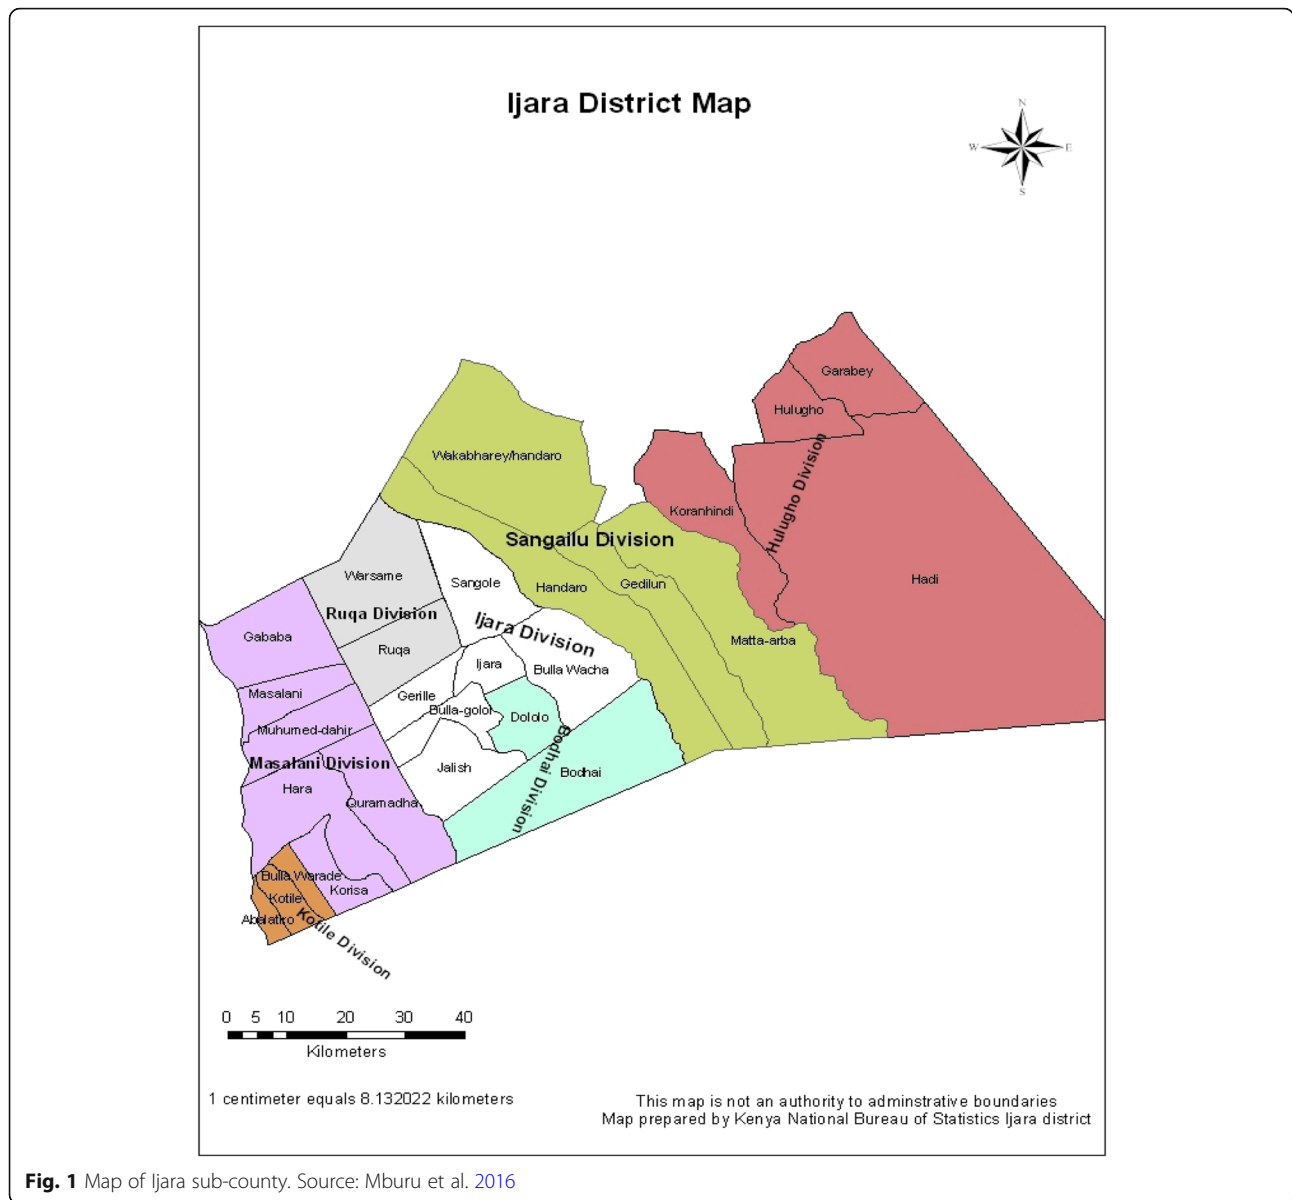 Ijara District Map
N
W E
S
Garabey
Hulugho
Wakabharey/handaro
Hulugho Division
Koranhindi
Sangailu Division
Warsame
Sangole
Handaro
Gedilun
Hadi
Ruqa Division
Ijara Division
Gababa
Matta-arba
Ruqa
Ijara
Bulla Wacha
Masalani
Gerille
Bulla-golol
Dololo
Muhumed-dahir
Masalani Division
Jalish
Bodhai Division
Bodhai
Hara
Quramadha
Bulla Warade
Korisa
Kotile
Abalatiro
Kotile Division
0 5 10 20 30 40
Kilometers
1 centimeter equals 8.132022 kilometers
This map is not an authority to adminstrative boundaries
Map prepared by Kenya National Bureau of Statistics Ijara district
Fig. 1 Map of Ijara sub-county. Source: Mburu et al. 2016